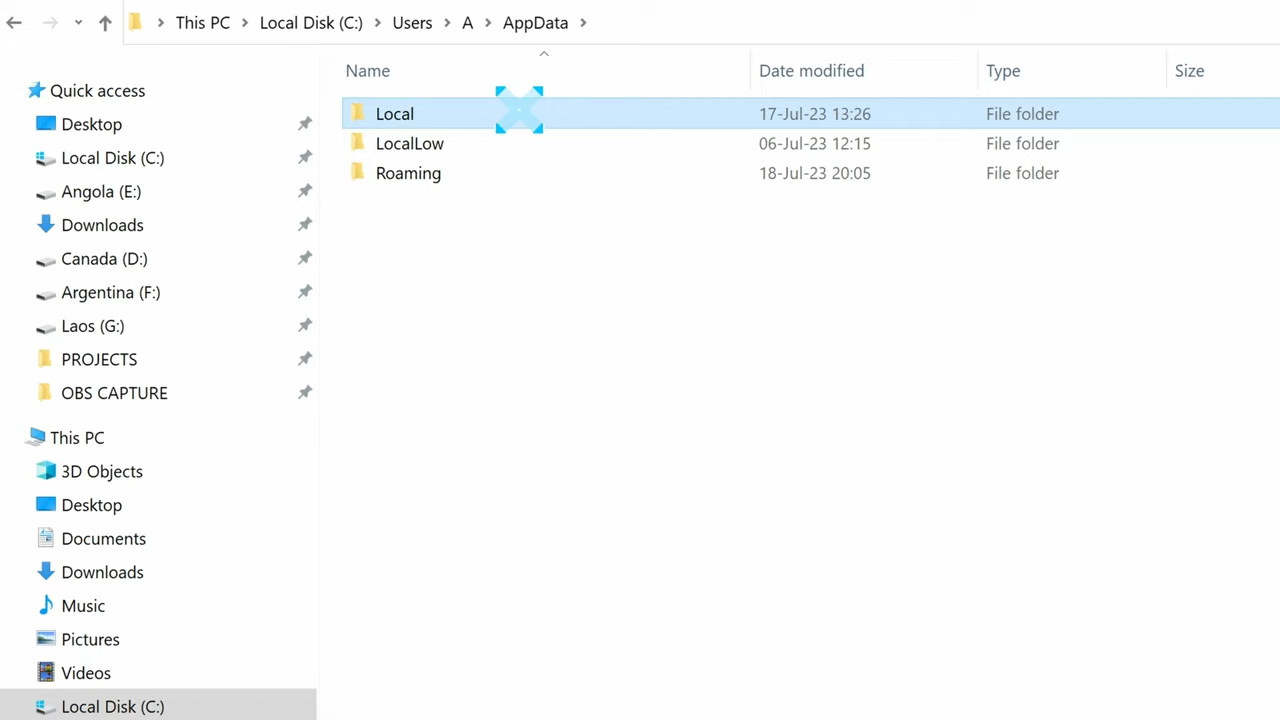 This PC > Local Disk (C:) > Users > A > AppData >
Name Date modified Type Size
Quick access
Desktop
Local Disk (C:)
Angola (E:)
Downloads
Canada (D:)
Argentina (F:)
Laos (G:)
PROJECTS
OBS CAPTURE
This PC
3D Objects
Desktop
Documents
Downloads
Music
Pictures
Videos
Local Disk (C:)
Local 17-Jul-23 13:26 File folder
LocalLow 06-Jul-23 12:15 File folder
Roaming 18-Jul-23 20:05 File folder